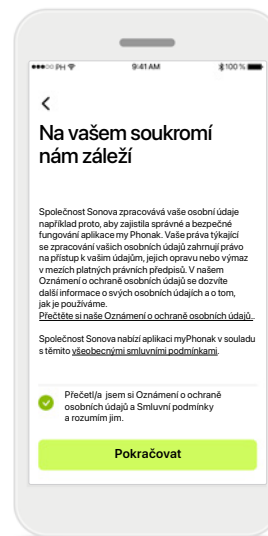 PH 9:41 AM 100 %
Na vašem soukromí
nám záleží
Společnost Sonova zpracovává vaše osobní údaje
například proto, aby zajistila správné a bezpečné
fungování aplikace my Phonak. Vaše práva týkající
se zpracování vašich osobních údajů zahrnují právo
na přístup k vašim údajům, jejich opravu nebo výmaz
v mezích platných právních předpisů. V našem
Oznámení o ochraně osobních údajů se dozvíte
další informace o svých osobních údajích a o tom,
jak je používáme.
Přečtěte si naše Oznámení o ochraně osobních údajů..
Společnost Sonova nabízí aplikaci myPhonak v souladu
s těmito všeobecnými smluvními podmínkami.
Přečetl/a jsem si Oznámení o ochraně
osobních údajů a Smluvní podmínky
a rozumím jim.
Pokračovat